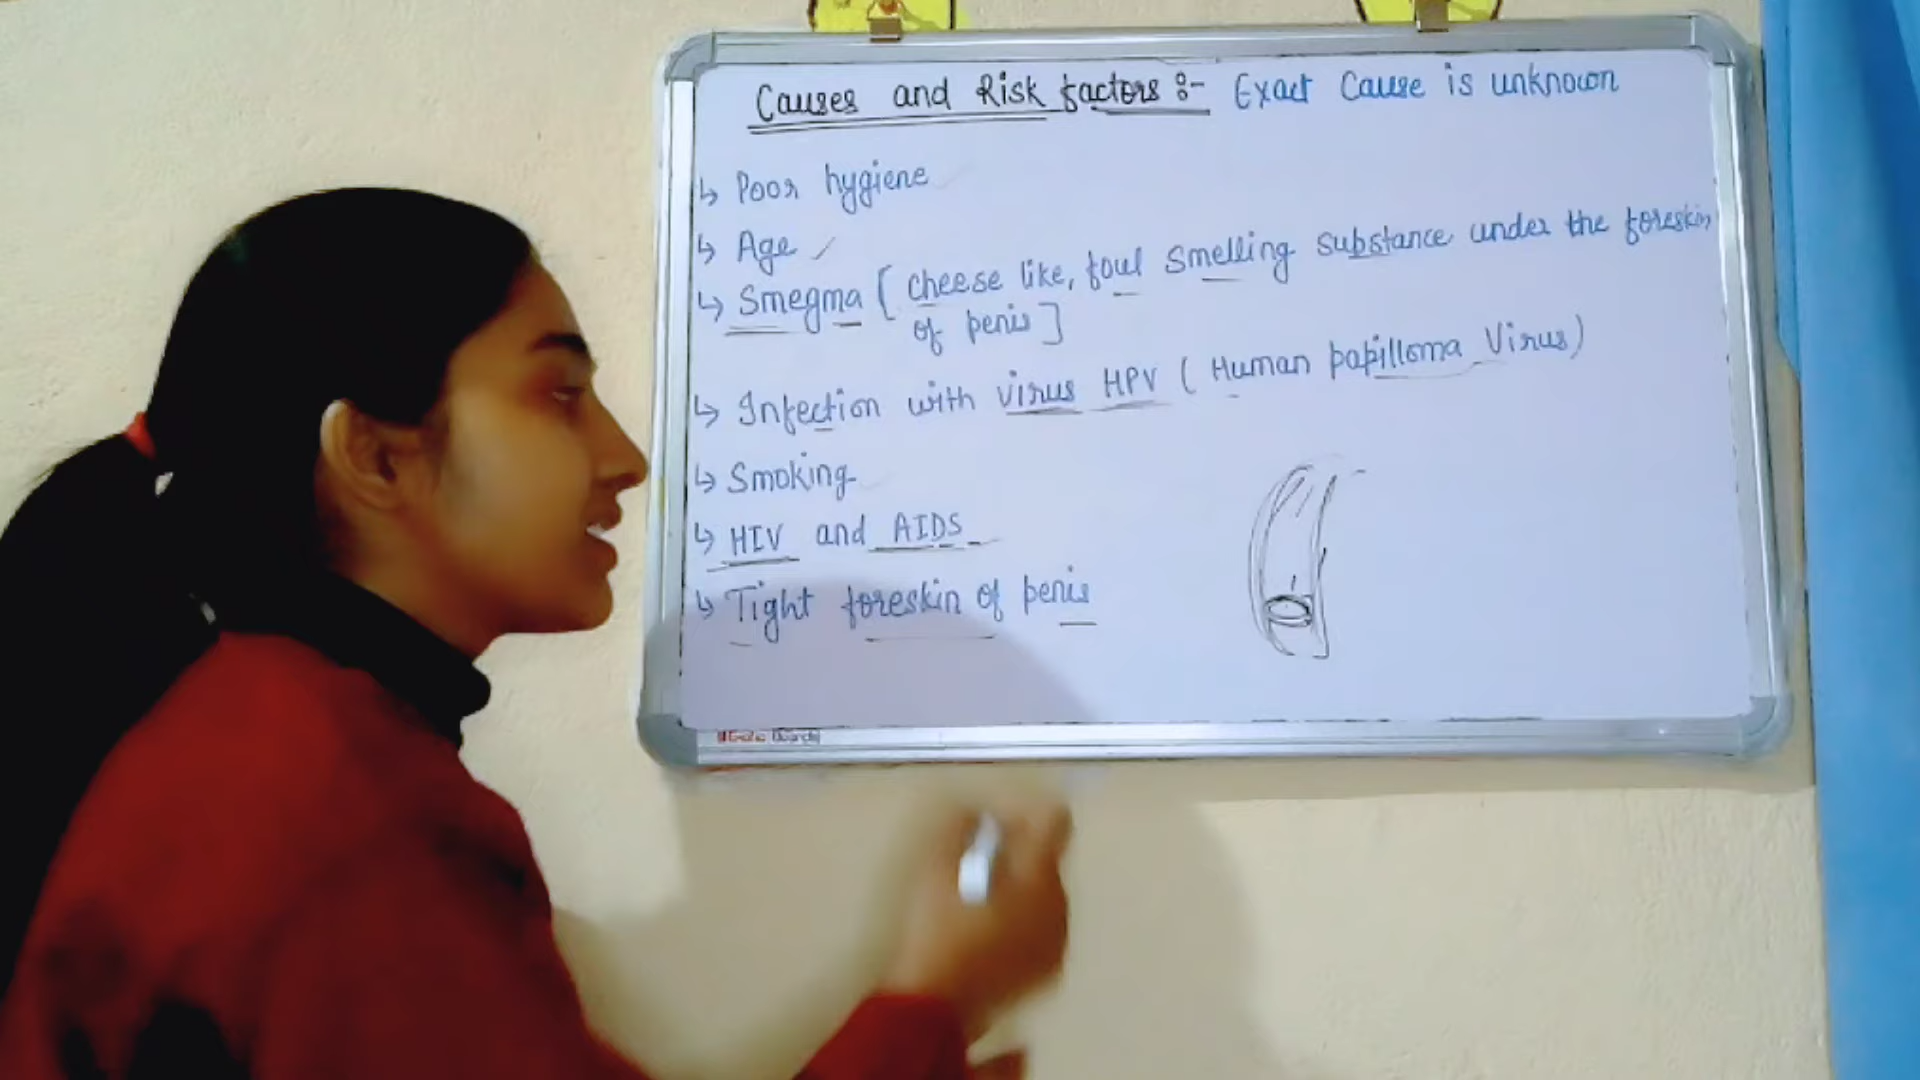 Causes and Risk factors :- Exact Cause is unknown
↳ Poor hygiene
↳ Age
↳ Smegma [ cheese like, foul smelling substance under the foreskin
of penis ]
↳ Infection with virus HPV ( Human papilloma Virus)
↳ Smoking
↳ HIV and AIDS
↳ Tight foreskin of penis